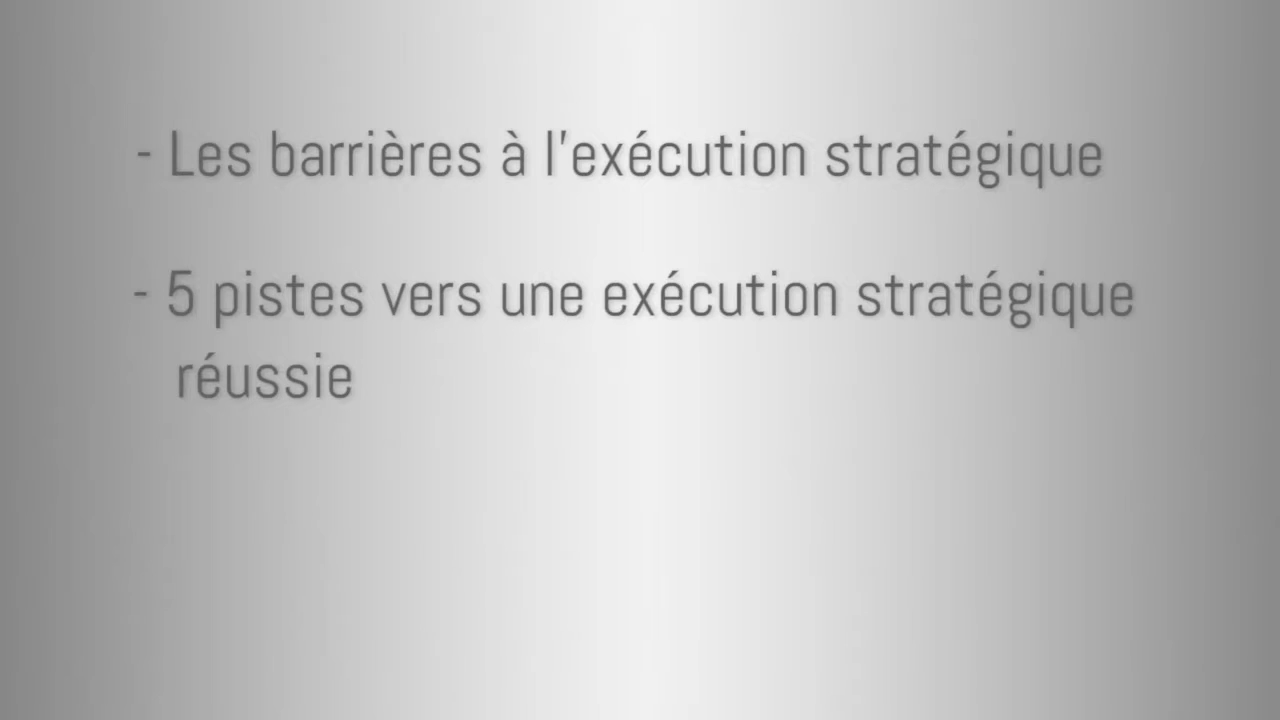 - Les barrières à l'exécution stratégique
- 5 pistes vers une exécution stratégique
réussie